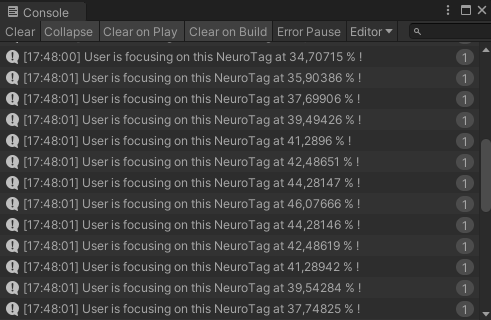 Console
Clear Collapse Clear on Play Clear on Build Error Pause Editor
[17:48:00] User is focusing on this NeuroTag at 34,70715 % ! 1
[17:48:01] User is focusing on this NeuroTag at 35,90386 % ! 1
[17:48:01] User is focusing on this NeuroTag at 37,69906 % ! 1
[17:48:01] User is focusing on this NeuroTag at 39,49426 % ! 1
[17:48:01] User is focusing on this NeuroTag at 41,2896 % ! 1
[17:48:01] User is focusing on this NeuroTag at 42,48651 % ! 1
[17:48:01] User is focusing on this NeuroTag at 44,28147 % ! 1
[17:48:01] User is focusing on this NeuroTag at 46,07666 % ! 1
[17:48:01] User is focusing on this NeuroTag at 44,28146 % ! 1
[17:48:01] User is focusing on this NeuroTag at 42,48619 % ! 1
[17:48:01] User is focusing on this NeuroTag at 41,28942 % ! 1
[17:48:01] User is focusing on this NeuroTag at 39,54284 % ! 1
[17:48:01] User is focusing on this NeuroTag at 37,74825 % ! 1